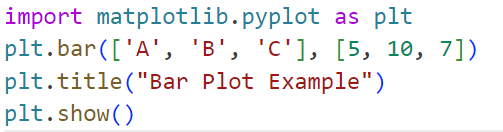 import matplotlib.pyplot as plt
plt.bar(['A', 'B', 'C'], [5, 10, 7])
plt.title("Bar Plot Example")
plt.show()